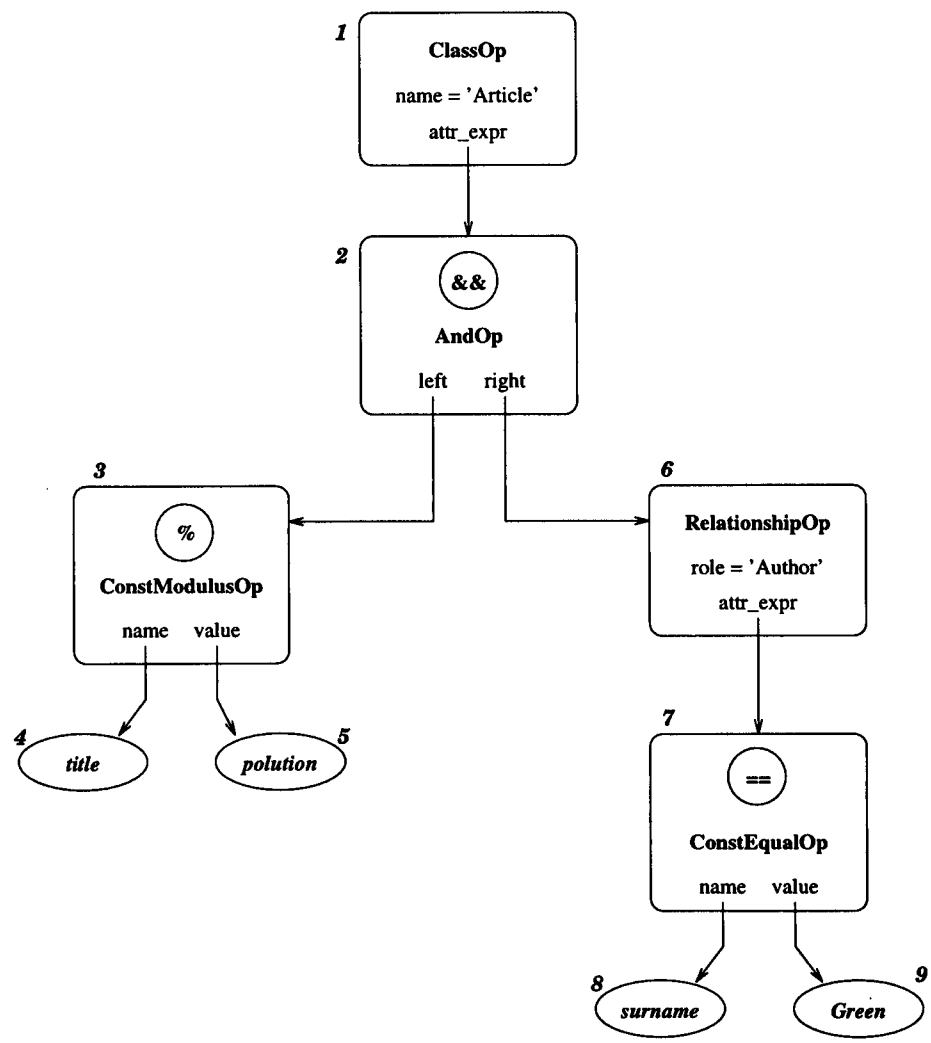 1
ClassOp
name = 'Article'
attr_expr
2
&&
AndOp
left right
3
%
ConstModulusOp
name value
4
title
5
polution
6
RelationshipOp
role = 'Author'
attr_expr
7
==
ConstEqualOp
name value
8
surname
9
Green